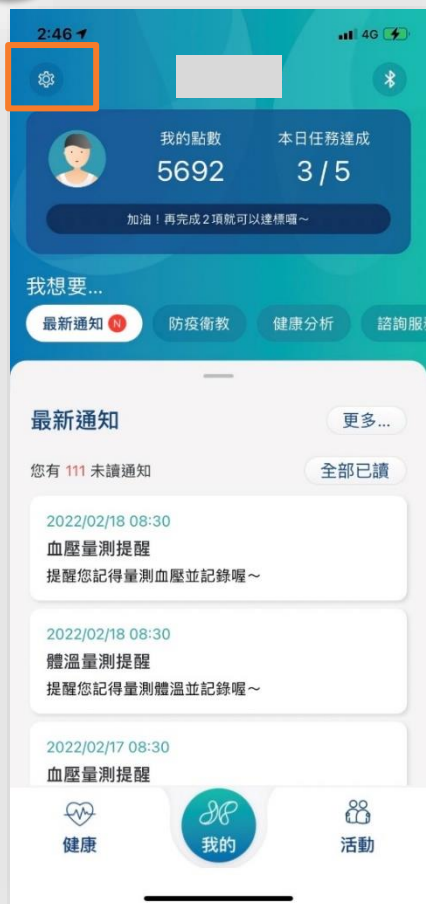 2:46
4G
我的點數
本日任務達成
5692
3 / 5
加油！再完成2項就可以達標囉～
我想要...
最新通知 N
防疫衛教
健康分析
諮詢服
最新通知
更多...
您有 111 未讀通知
全部已讀
2022/02/18 08:30
血壓量測提醒
提醒您記得量測血壓並記錄喔～
2022/02/18 08:30
體溫量測提醒
提醒您記得量測體溫並記錄喔～
2022/02/17 08:30
血壓量測提醒
健康
我的
活動